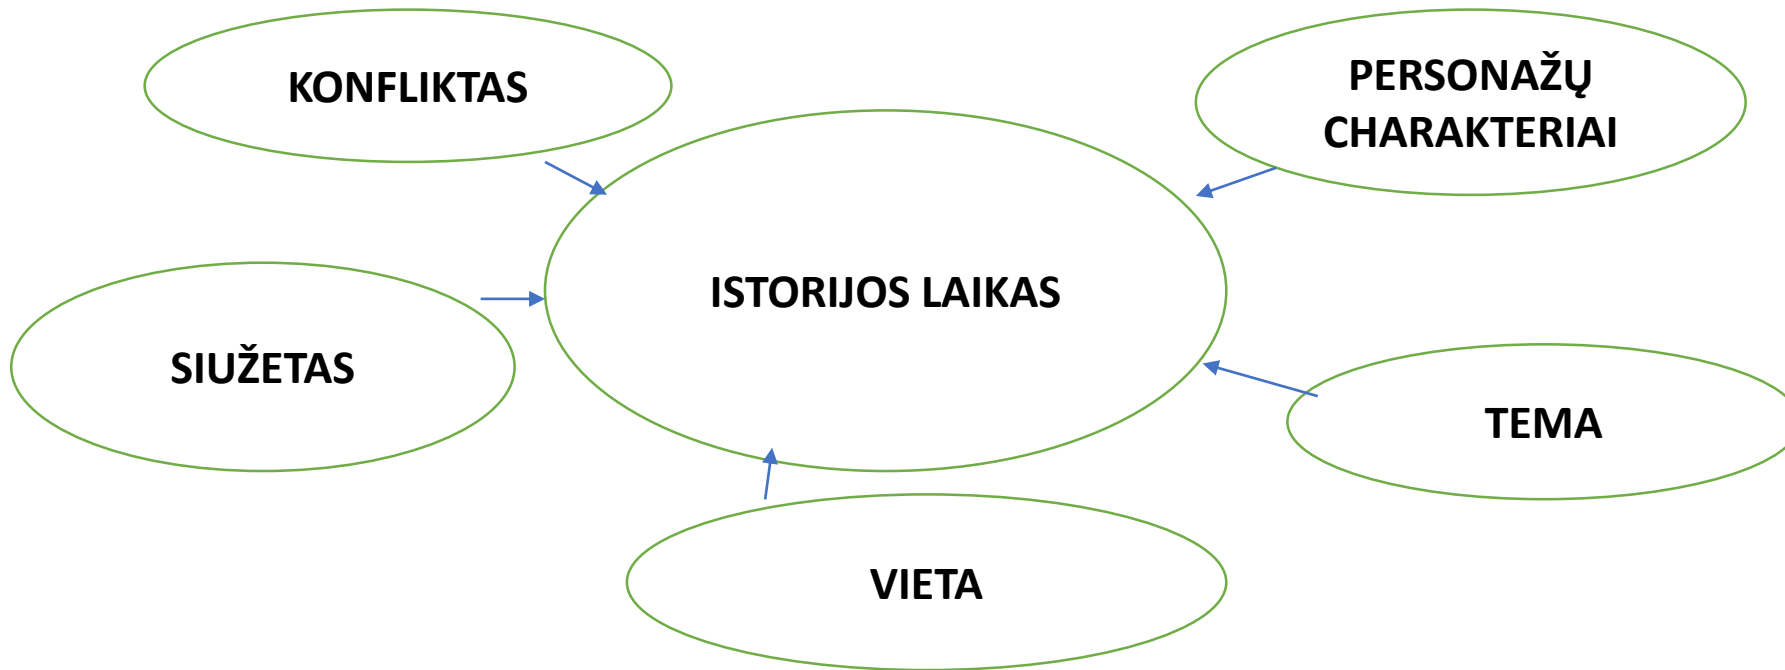 KONFLIKTAS
PERSONAŽŲ
CHARAKTERIAI
ISTORIJOS LAIKAS
SIUŽETAS
TEMA
VIETA